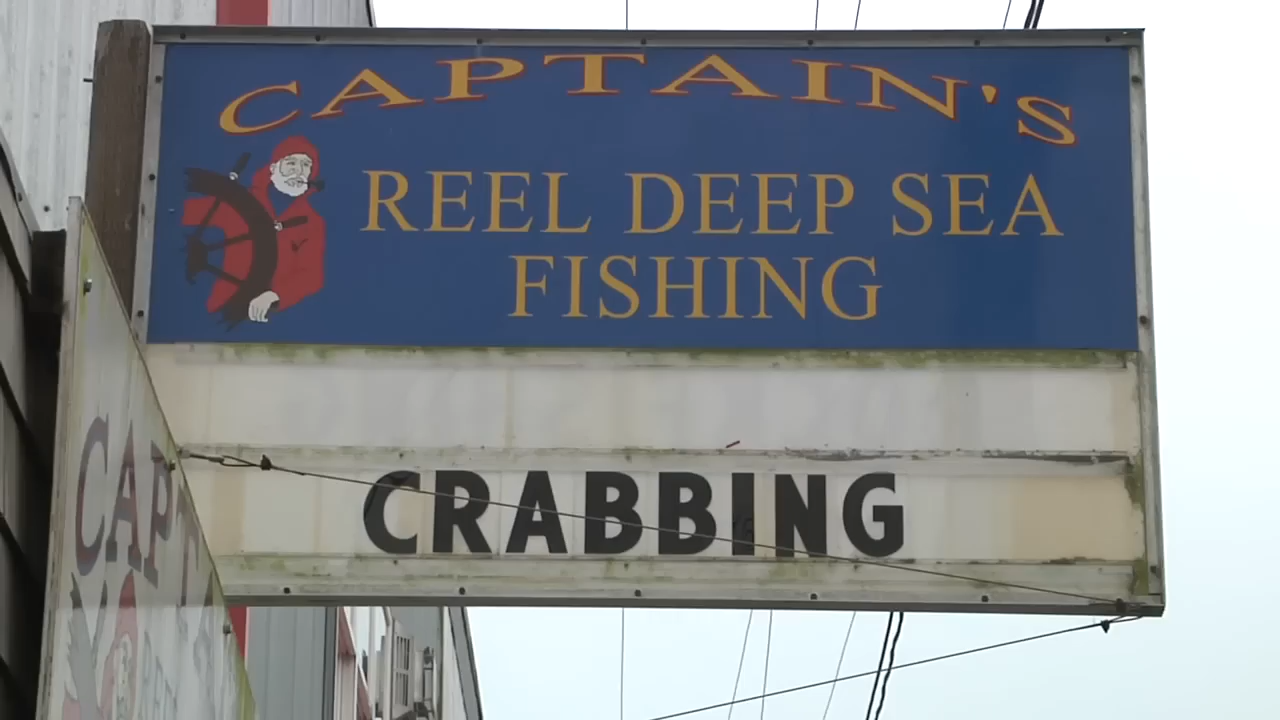 CAPTAIN'S
REEL DEEP SEA
FISHING
CRABBING
CAPT